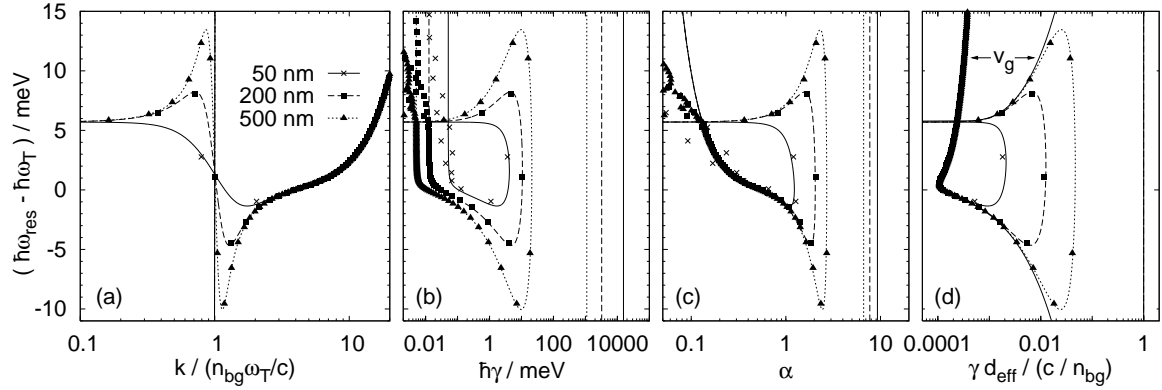 ( ħω_res - ħω_T) / meV
15
10
5
0
-5
-10
50 nm
200 nm
500 nm
v_g
(a)
(b)
(c)
(d)
0.1 1 10
0.01 1 100 10000
0.1 1 10
0.0001 0.01 1
k / (n_bg ω_T/c)
ħγ / meV
α
γ d_eff / (c / n_bg)